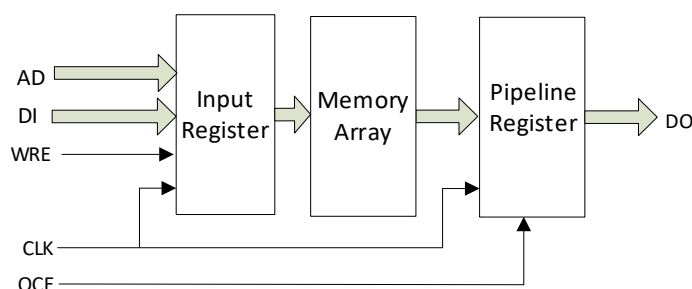 AD
DI
WRE
CLK
OCE
Input
Register
Memory
Array
Pipeline
Register
DO